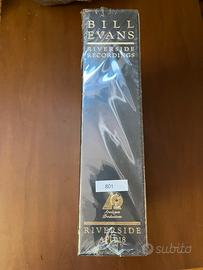 BILL
EVANS
RIVERSIDE
RECORDINGS
801
Analogue
Productions
RIVERSIDE
subito